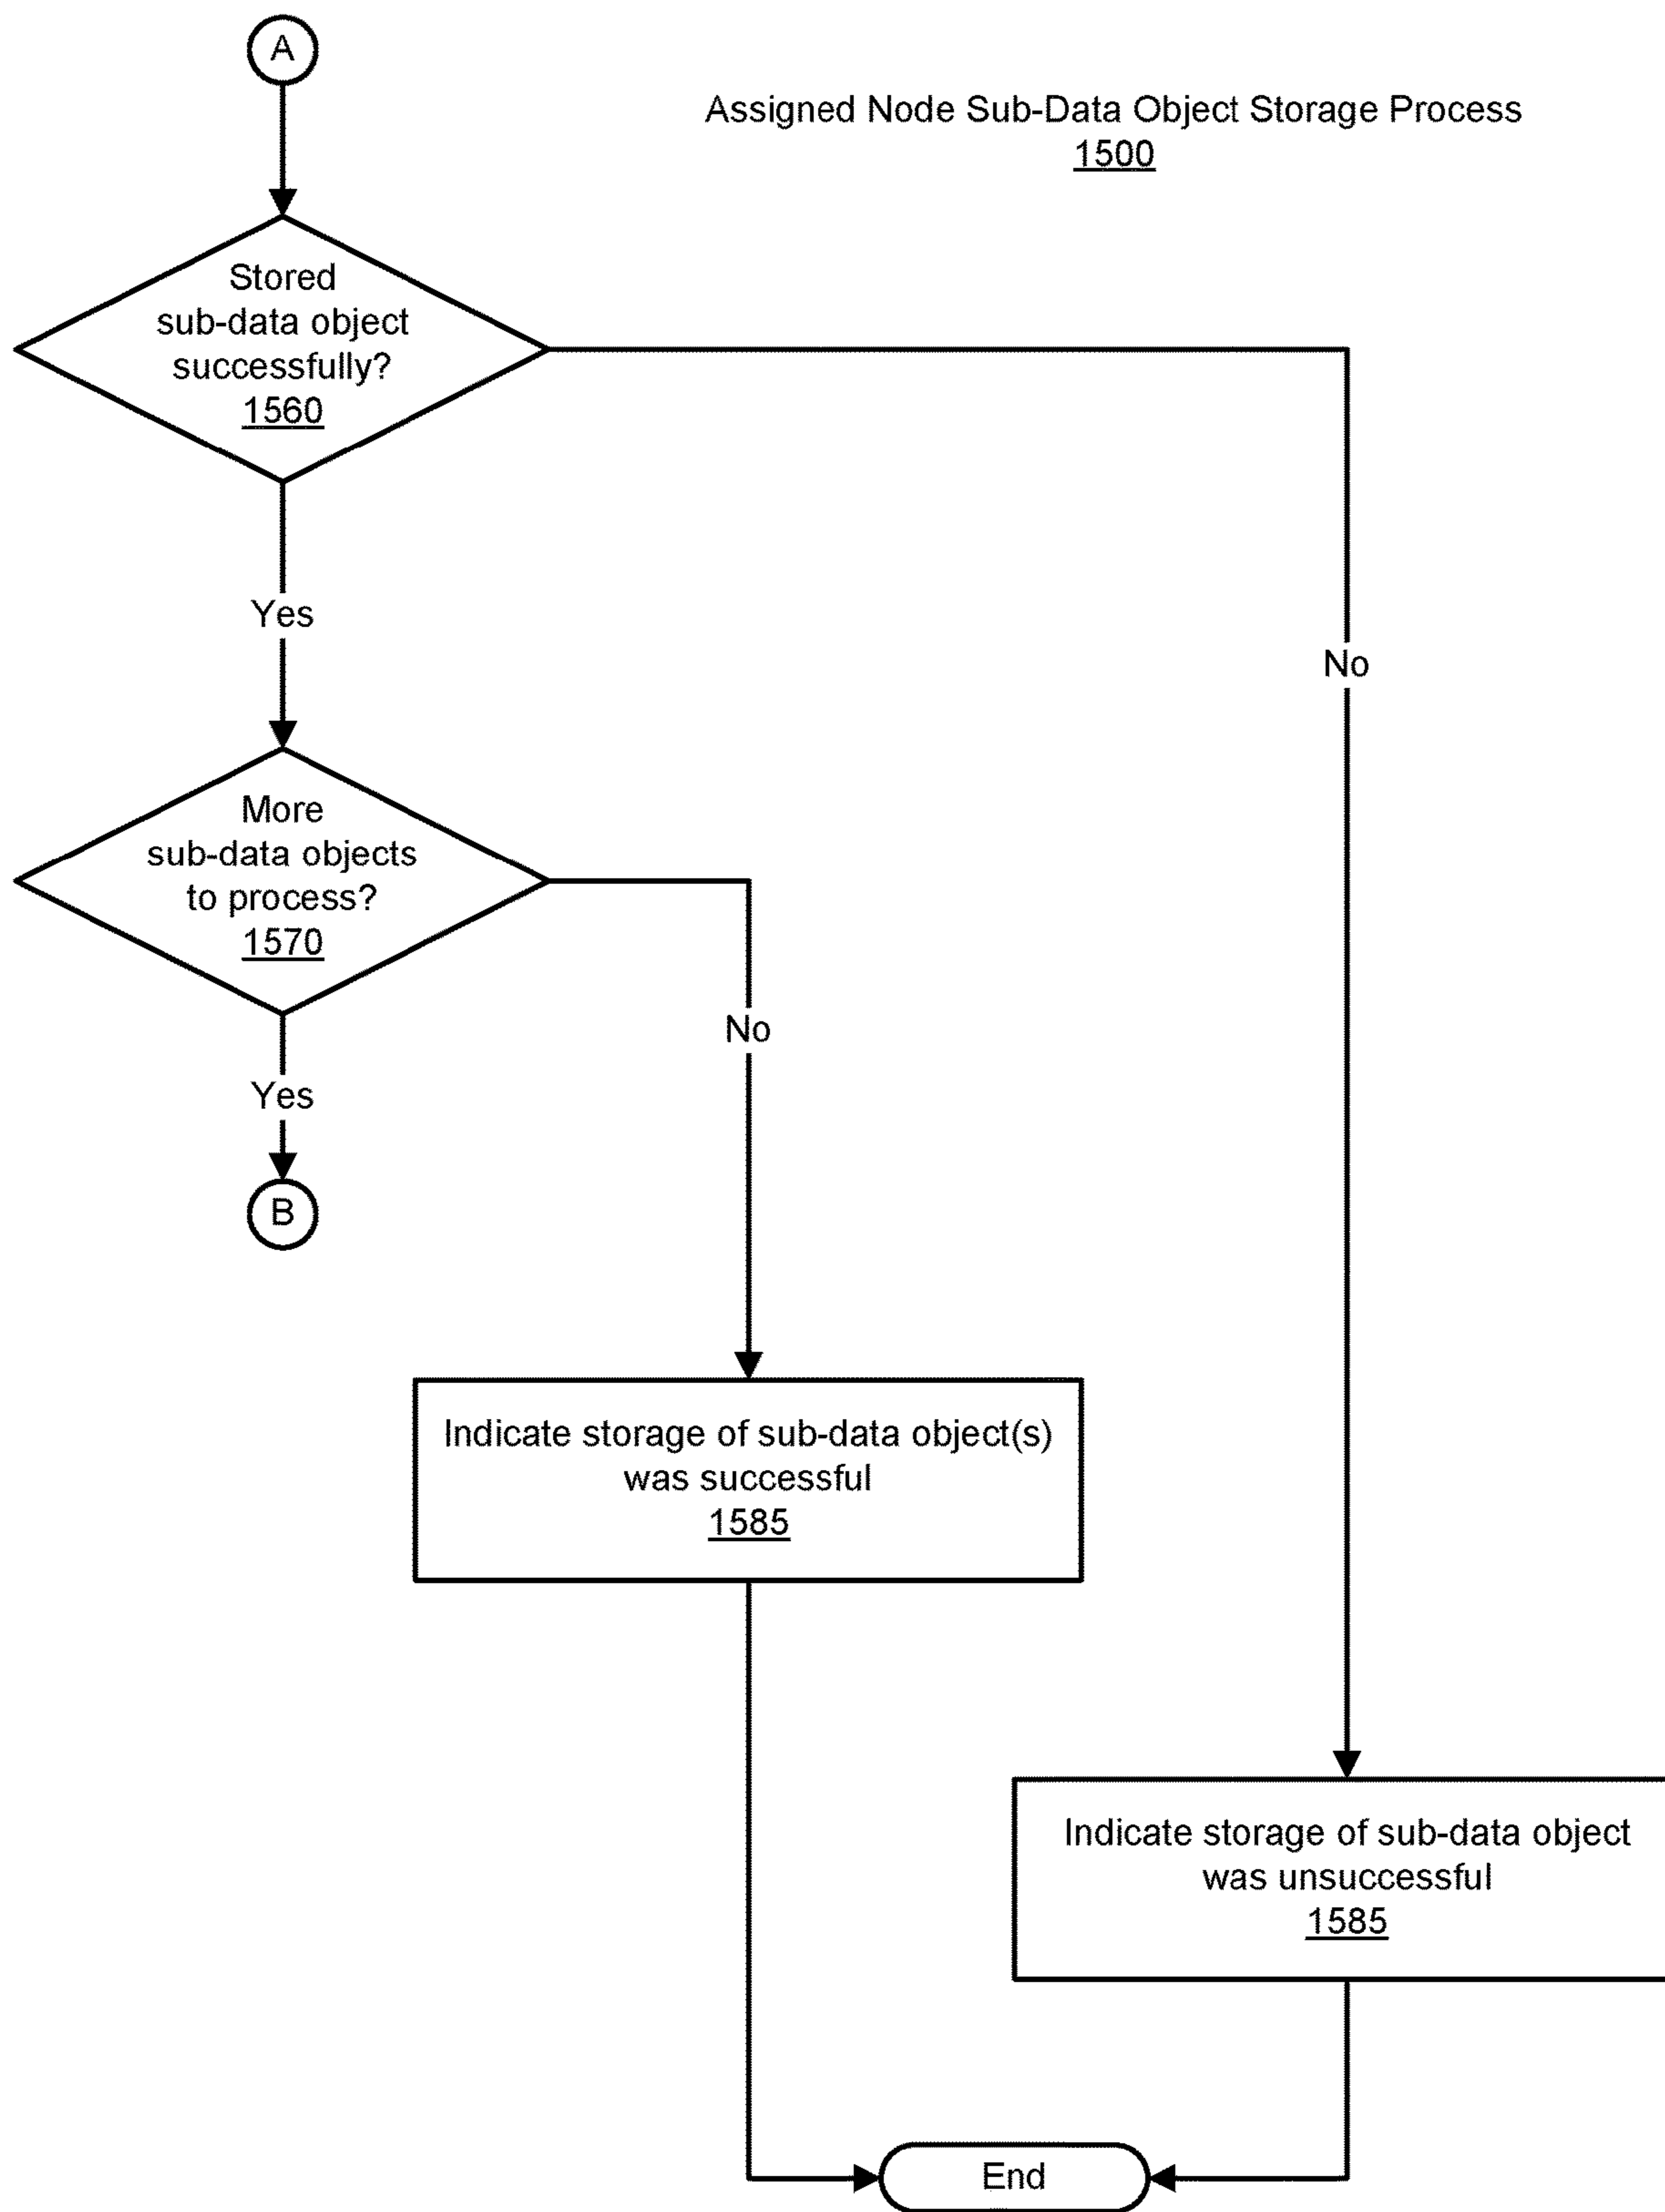 A
Assigned Node Sub-Data Object Storage Process
1500
Stored
sub-data object
successfully?
1560
Yes
No
More
sub-data objects
to process?
1570
No
Yes
B
Indicate storage of sub-data object(s)
was successful
1585
Indicate storage of sub-data object
was unsuccessful
1585
End